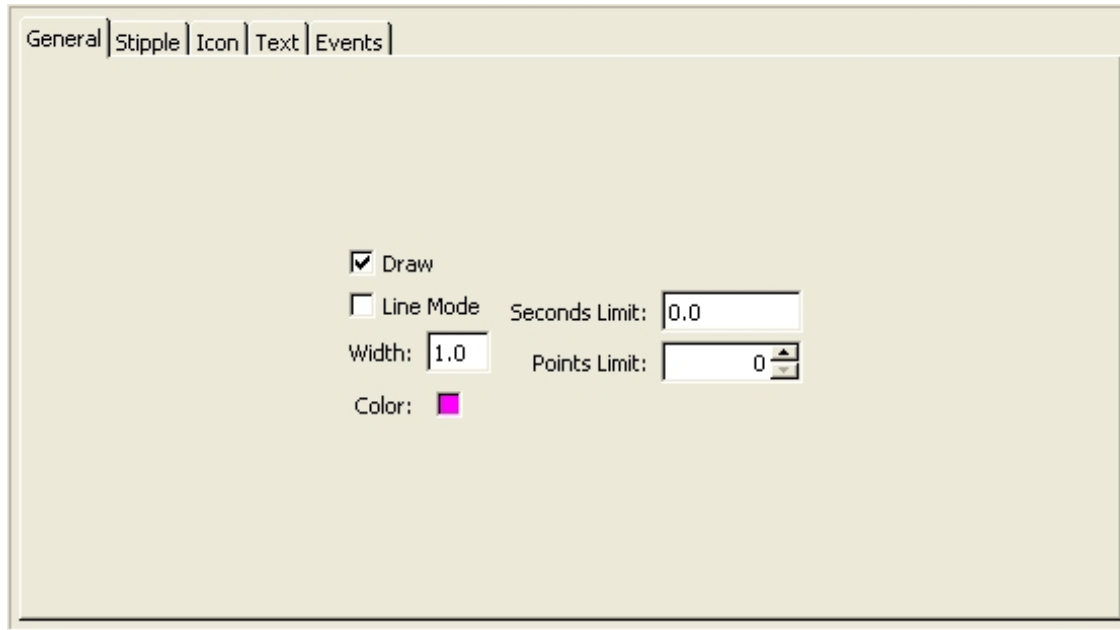 General Stipple Icon Text Events
Draw
Line Mode Seconds Limit: 0.0
Width: 1.0 Points Limit: 0
Color: